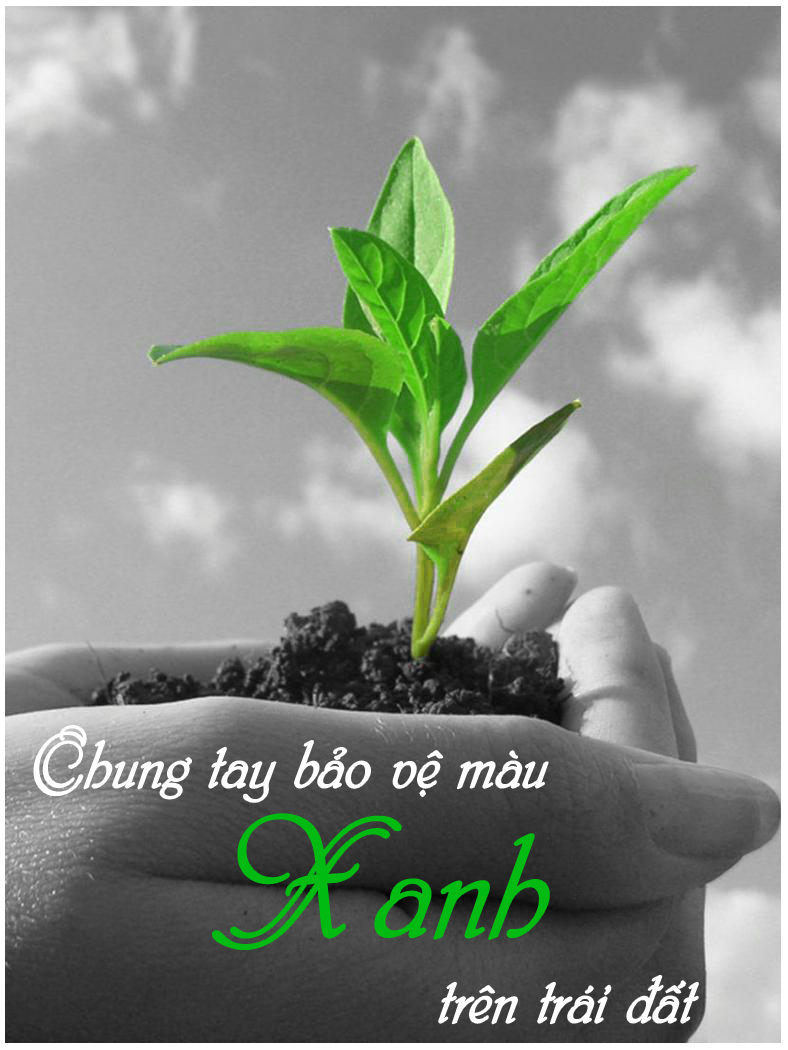 Chung tay bảo vệ màu
Xanh
trên trái đất